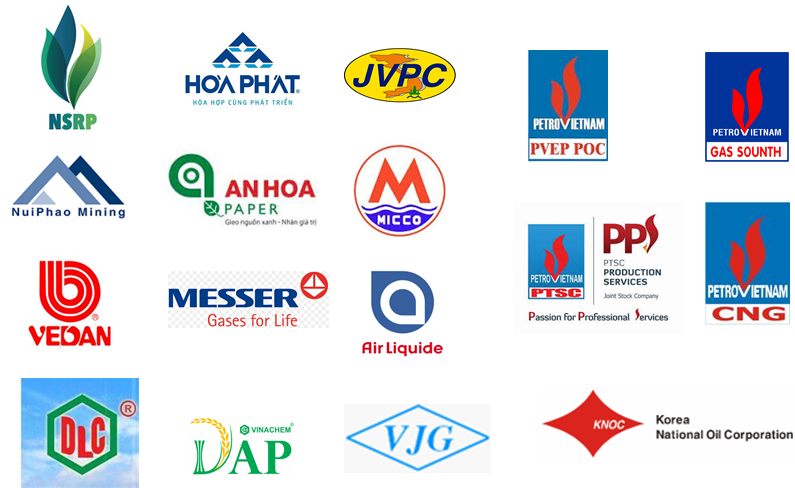 NSRP
HÒA PHÁT®
HÒA HỢP CÙNG PHÁT TRIỂN
JVPC
PETROVIETNAM
PVEP POC
PETROVIETNAM
GAS SOUNTH
NuiPhao Mining
AN HOA
PAPER
Gieo nguồn xanh - Nhân giá trị
M
MICCO
PETROVIETNAM
PTSC
PPS
PTSC
PRODUCTION
SERVICES
Joint Stock Company
Passion for Professional Services
PETROVIETNAM
CNG
VEDAN®
MESSER
Gases for Life
Air Liquide
DLC®
VINACHEM®
DAP
VJG
KNOC
Korea
National Oil Corporation